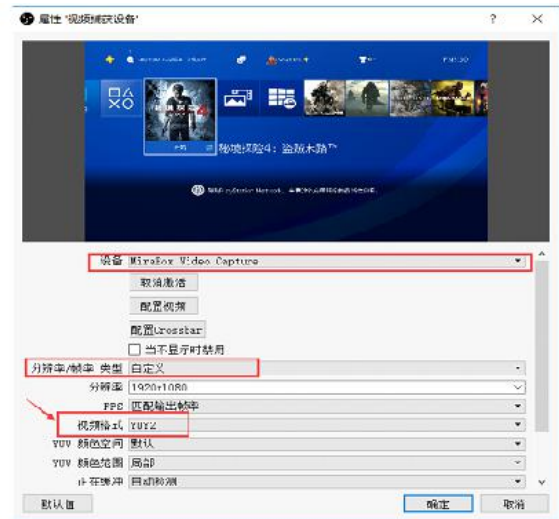 属性 '视频捕获设备'
秘境探险4：盗贼末路™
设备 MiraBox Video Capture
取消激活
配置视频
配置Crossbar
当不显示时禁用
分辨率/帧率 类型 自定义
分辨率 1920x1080
FPS 匹配输出帧率
视频格式 YUY2
YUV 颜色空间 默认
YUV 颜色范围 局部
正在缓冲 自动检测
默认值 确定 取消